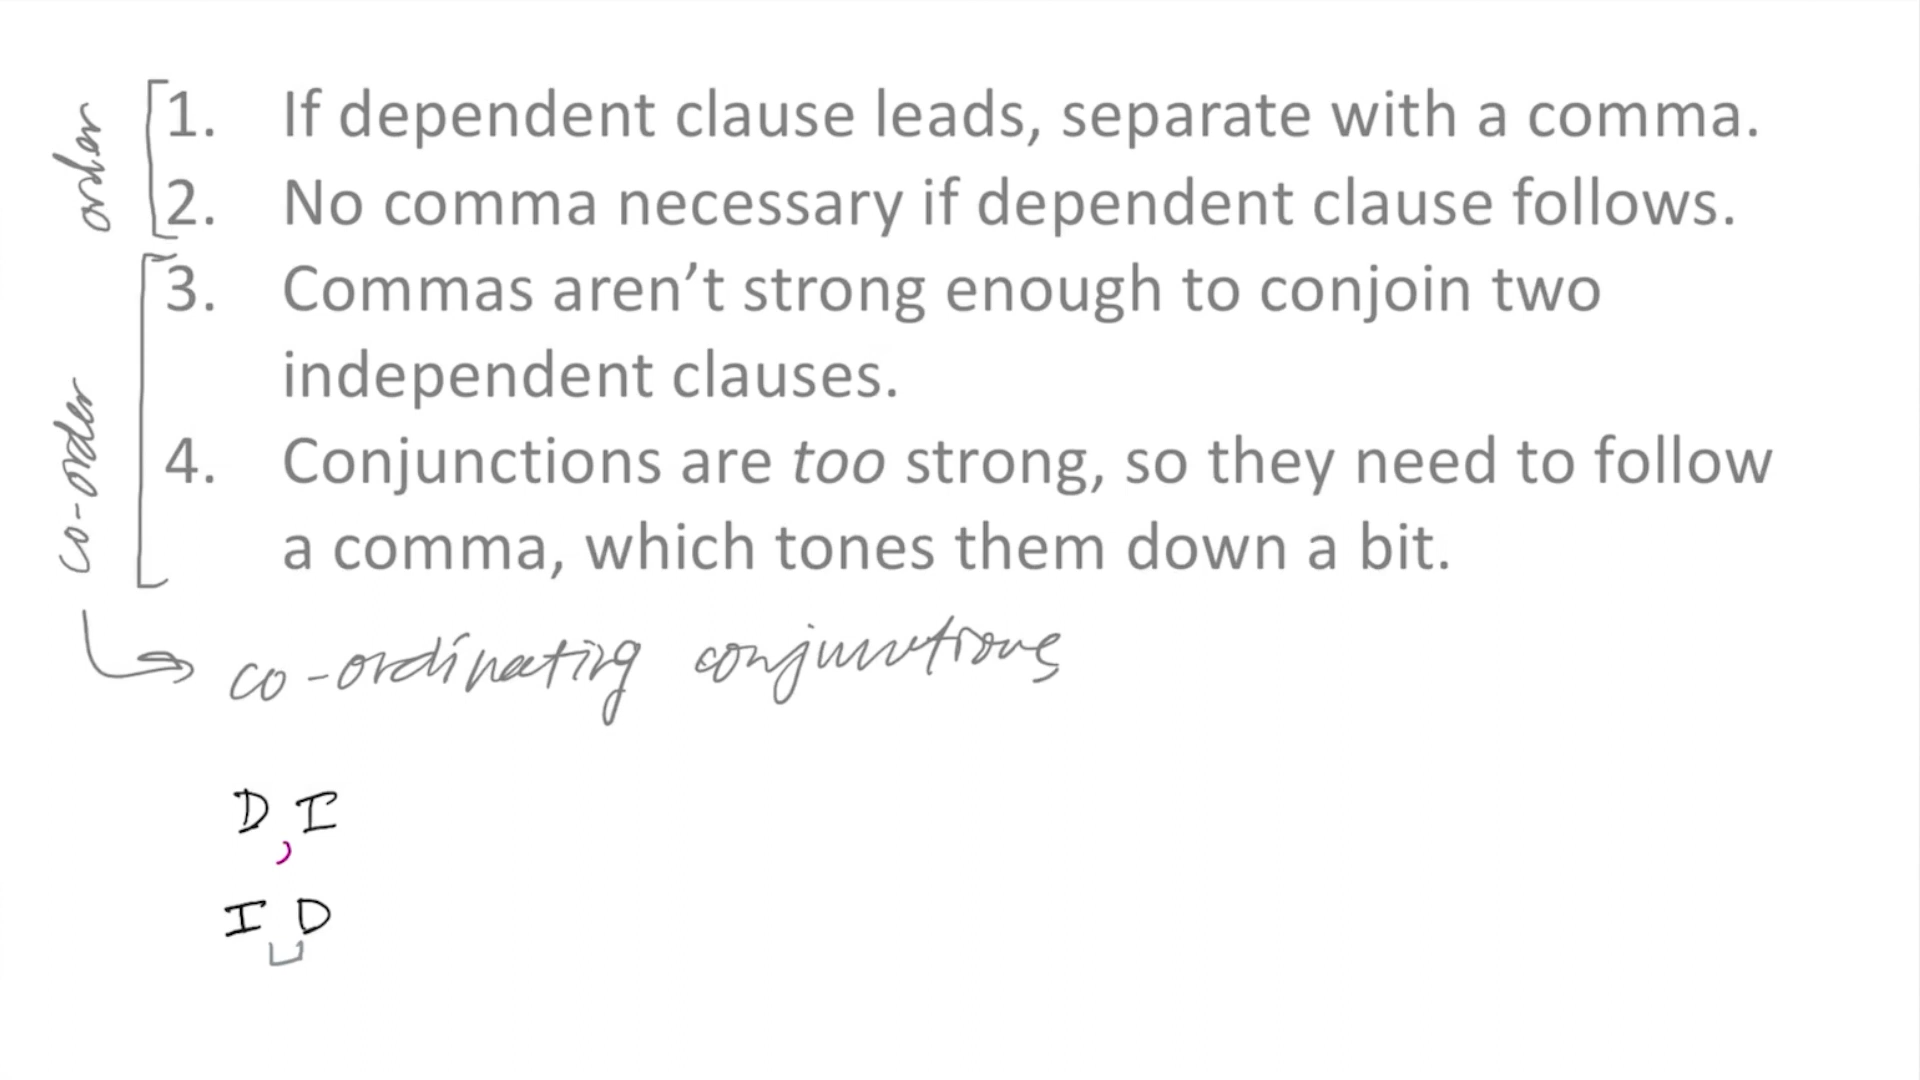 order
1. If dependent clause leads, separate with a comma.
2. No comma necessary if dependent clause follows.
co-order
3. Commas aren’t strong enough to conjoin two
independent clauses.
4. Conjunctions are too strong, so they need to follow
a comma, which tones them down a bit.
co-ordinating conjunctions
D, I
I D